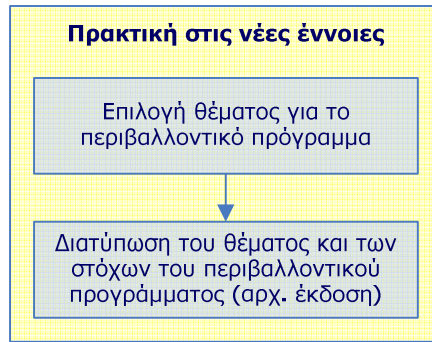 Πρακτική στις νέες έννοιες
Επιλογή θέματος για το
περιβαλλοντικό πρόγραμμα
Διατύπωση του θέματος και των
στόχων του περιβαλλοντικού
προγράμματος (αρχ. έκδοση)